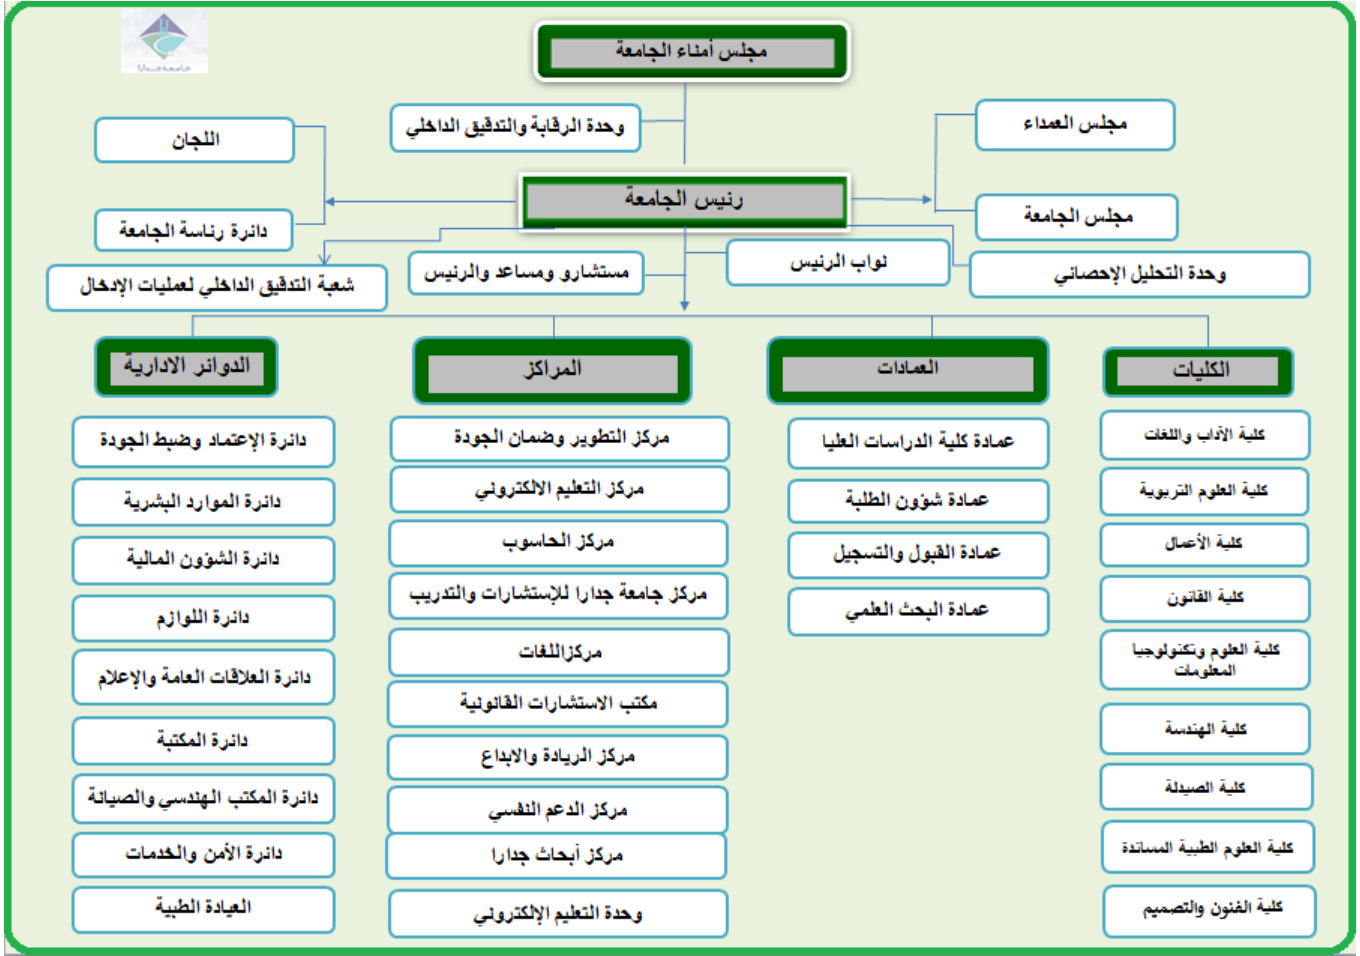 جامعة جدارا
مجلس أمناء الجامعة
وحدة الرقابة والتدقيق الداخلي
مجلس العمداء
اللجان
رئيس الجامعة
مجلس الجامعة
دائرة رئاسة الجامعة
نواب الرئيس
مستشارو ومساعد والرئيس
وحدة التحليل الإحصائي
شعبة التدقيق الداخلي لعمليات الإدخال
الكليات
كلية الآداب واللغات
كلية العلوم التربوية
كلية الأعمال
كلية القانون
كلية العلوم وتكنولوجيا
المعلومات
كلية الهندسة
كلية الصيدلة
كلية العلوم الطبية المساندة
كلية الفنون والتصميم
العمادات
عمادة كلية الدراسات العليا
عمادة شؤون الطلبة
عمادة القبول والتسجيل
عمادة البحث العلمي
المراكز
مركز التطوير وضمان الجودة
مركز التعليم الالكتروني
مركز الحاسوب
مركز جامعة جدارا للإستشارات والتدريب
مركزاللغات
مكتب الاستشارات القانونية
مركز الريادة والابداع
مركز الدعم النفسي
مركز أبحاث جدارا
وحدة التعليم الإلكتروني
الدوائر الادارية
دائرة الإعتماد وضبط الجودة
دائرة الموارد البشرية
دائرة الشؤون المالية
دائرة اللوازم
دائرة العلاقات العامة والإعلام
دائرة المكتبة
دائرة المكتب الهندسي والصيانة
دائرة الأمن والخدمات
العيادة الطبية